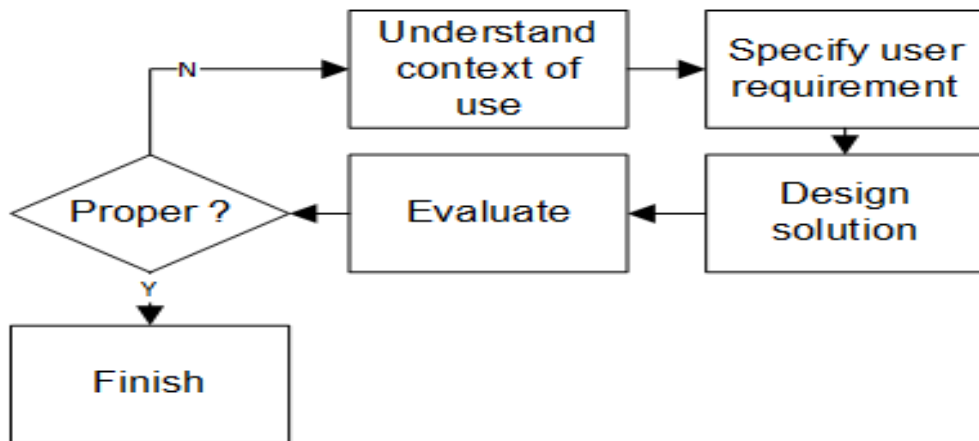 Understand
context of
use
Specify user
requirement
N
Proper ?
Evaluate
Design
solution
Y
Finish